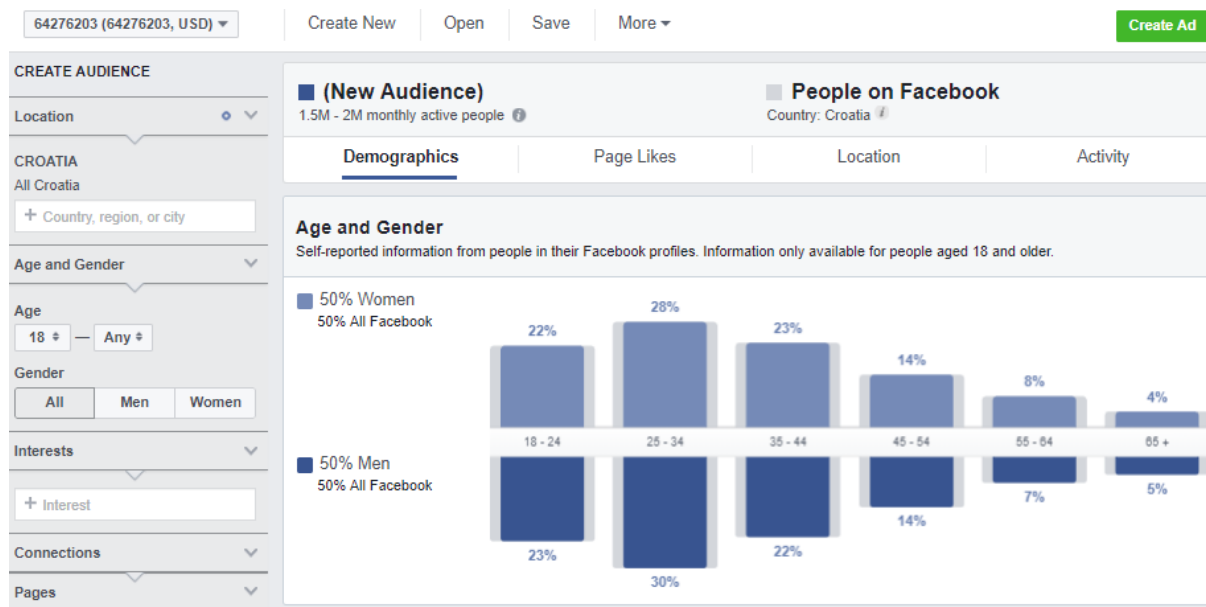 64276203 (64276203, USD)
Create New
Open
Save
More
Create Ad
CREATE AUDIENCE
Location
CROATIA
All Croatia
+ Country, region, or city
Age and Gender
Age
18 — Any
Gender
All Men Women
Interests
+ Interest
Connections
Pages
(New Audience)
1.5M - 2M monthly active people
People on Facebook
Country: Croatia
Demographics
Page Likes
Location
Activity
Age and Gender
Self-reported information from people in their Facebook profiles. Information only available for people aged 18 and older.
50% Women
50% All Facebook
22% 28% 23% 14% 8% 4%
18 - 24 25 - 34 35 - 44 45 - 54 55 - 64 65 +
50% Men
50% All Facebook
23% 30% 22% 14% 7% 5%